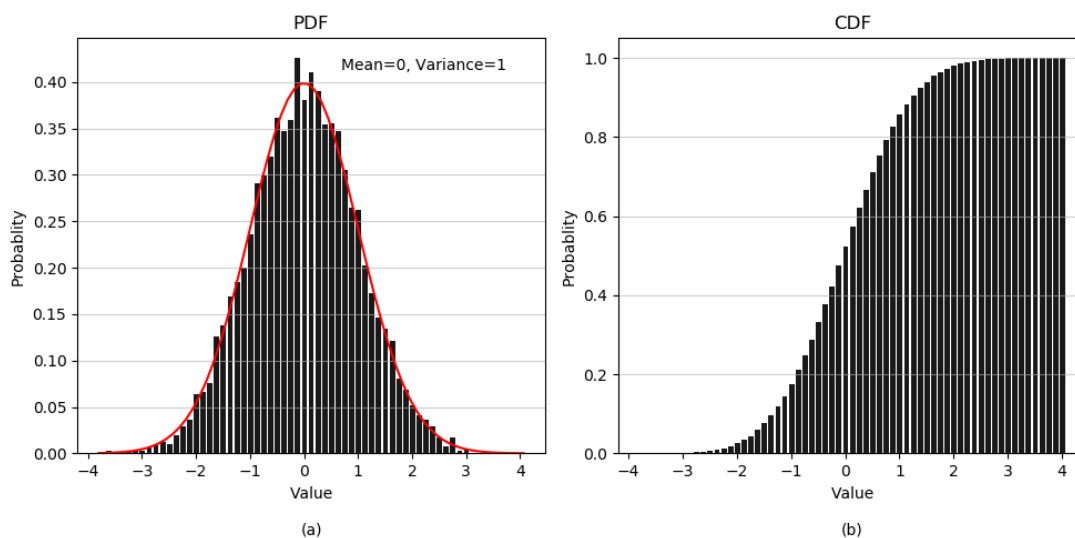 PDF
Mean=0, Variance=1
0.40
0.35
0.30
0.25
0.20
0.15
0.10
0.05
0.00
Probablity
−4 −3 −2 −1 0 1 2 3 4
Value
(a)
CDF
1.0
0.8
0.6
0.4
0.2
0.0
Probablity
−4 −3 −2 −1 0 1 2 3 4
Value
(b)